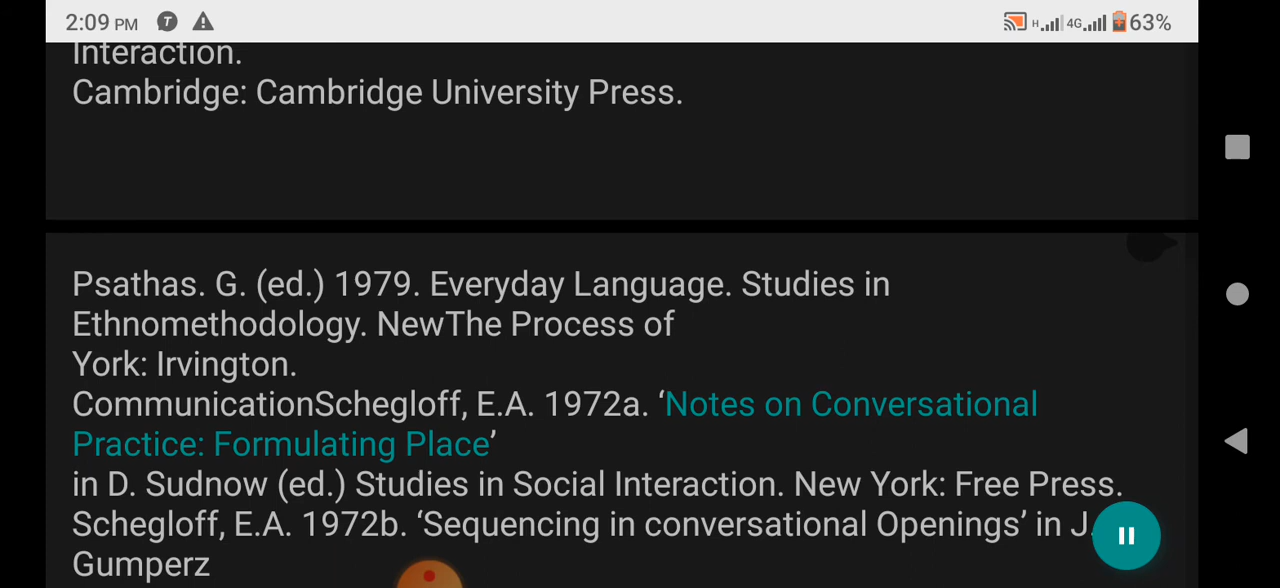 2:09 PM
H 4G 63%
Interaction.
Cambridge: Cambridge University Press.
Psathas. G. (ed.) 1979. Everyday Language. Studies in
Ethnomethodology. NewThe Process of
York: Irvington.
CommunicationSchegloff, E.A. 1972a. ‘Notes on Conversational
Practice: Formulating Place’
in D. Sudnow (ed.) Studies in Social Interaction. New York: Free Press.
Schegloff, E.A. 1972b. ‘Sequencing in conversational Openings’ in J.
Gumperz